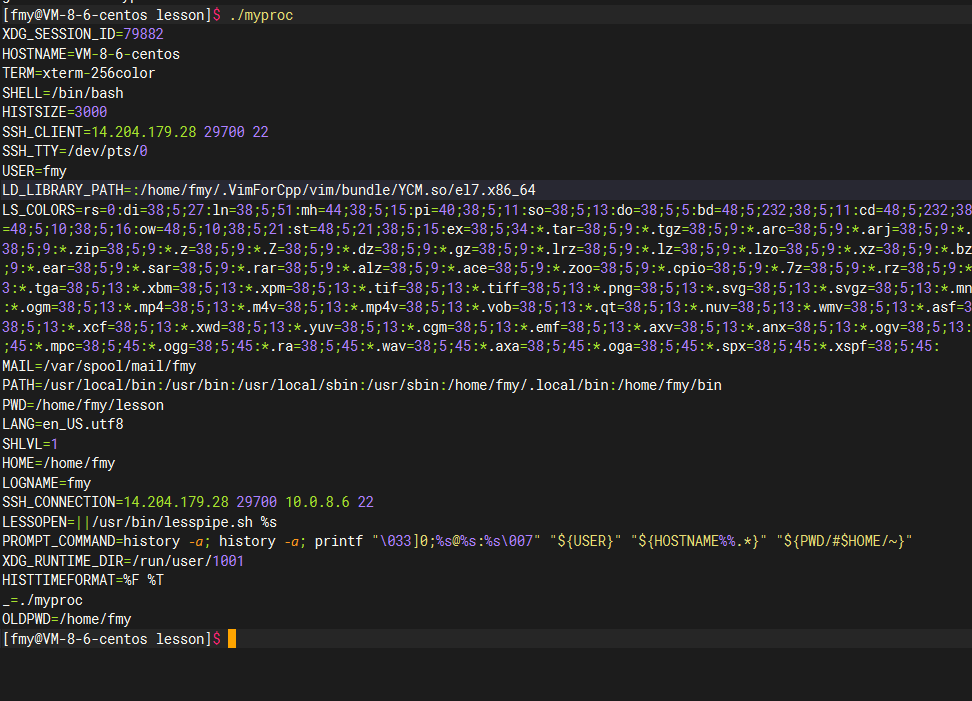 [fmy@VM-8-6-centos lesson]$ ./myproc
XDG_SESSION_ID=79882
HOSTNAME=VM-8-6-centos
TERM=xterm-256color
SHELL=/bin/bash
HISTSIZE=3000
SSH_CLIENT=14.204.179.28 29700 22
SSH_TTY=/dev/pts/0
USER=fmy
LD_LIBRARY_PATH=:/home/fmy/.VimForCpp/vim/bundle/YCM.so/el7.x86_64
LS_COLORS=rs=0:di=38;5;27:ln=38;5;51:mh=44;38;5;15:pi=40;38;5;11:so=38;5;13:do=38;5;5:bd=48;5;232;38;5;11:cd=48;5;232;38
=48;5;10;38;5;16:ow=48;5;10;38;5;21:st=48;5;21;38;5;15:ex=38;5;34:*.tar=38;5;9:*.tgz=38;5;9:*.arc=38;5;9:*.arj=38;5;9:*.
38;5;9:*.zip=38;5;9:*.z=38;5;9:*.Z=38;5;9:*.dz=38;5;9:*.gz=38;5;9:*.lrz=38;5;9:*.lz=38;5;9:*.lzo=38;5;9:*.xz=38;5;9:*.bz
;9:*.ear=38;5;9:*.sar=38;5;9:*.rar=38;5;9:*.alz=38;5;9:*.ace=38;5;9:*.zoo=38;5;9:*.cpio=38;5;9:*.7z=38;5;9:*.rz=38;5;9:*
3:*.tga=38;5;13:*.xbm=38;5;13:*.xpm=38;5;13:*.tif=38;5;13:*.tiff=38;5;13:*.png=38;5;13:*.svg=38;5;13:*.svgz=38;5;13:*.mn
:*.ogm=38;5;13:*.mp4=38;5;13:*.m4v=38;5;13:*.mp4v=38;5;13:*.vob=38;5;13:*.qt=38;5;13:*.nuv=38;5;13:*.wmv=38;5;13:*.asf=3
38;5;13:*.xcf=38;5;13:*.xwd=38;5;13:*.yuv=38;5;13:*.cgm=38;5;13:*.emf=38;5;13:*.axv=38;5;13:*.anx=38;5;13:*.ogv=38;5;13:
;45:*.mpc=38;5;45:*.ogg=38;5;45:*.ra=38;5;45:*.wav=38;5;45:*.axa=38;5;45:*.oga=38;5;45:*.spx=38;5;45:*.xspf=38;5;45:
MAIL=/var/spool/mail/fmy
PATH=/usr/local/bin:/usr/bin:/usr/local/sbin:/usr/sbin:/home/fmy/.local/bin:/home/fmy/bin
PWD=/home/fmy/lesson
LANG=en_US.utf8
SHLVL=1
HOME=/home/fmy
LOGNAME=fmy
SSH_CONNECTION=14.204.179.28 29700 10.0.8.6 22
LESSOPEN=||/usr/bin/lesspipe.sh %s
PROMPT_COMMAND=history -a; history -a; printf "\033]0;%s@%s:%s\007" "${USER}" "${HOSTNAME%%.*}" "${PWD/#$HOME/~}"
XDG_RUNTIME_DIR=/run/user/1001
HISTTIMEFORMAT=%F %T
_=./myproc
OLDPWD=/home/fmy
[fmy@VM-8-6-centos lesson]$